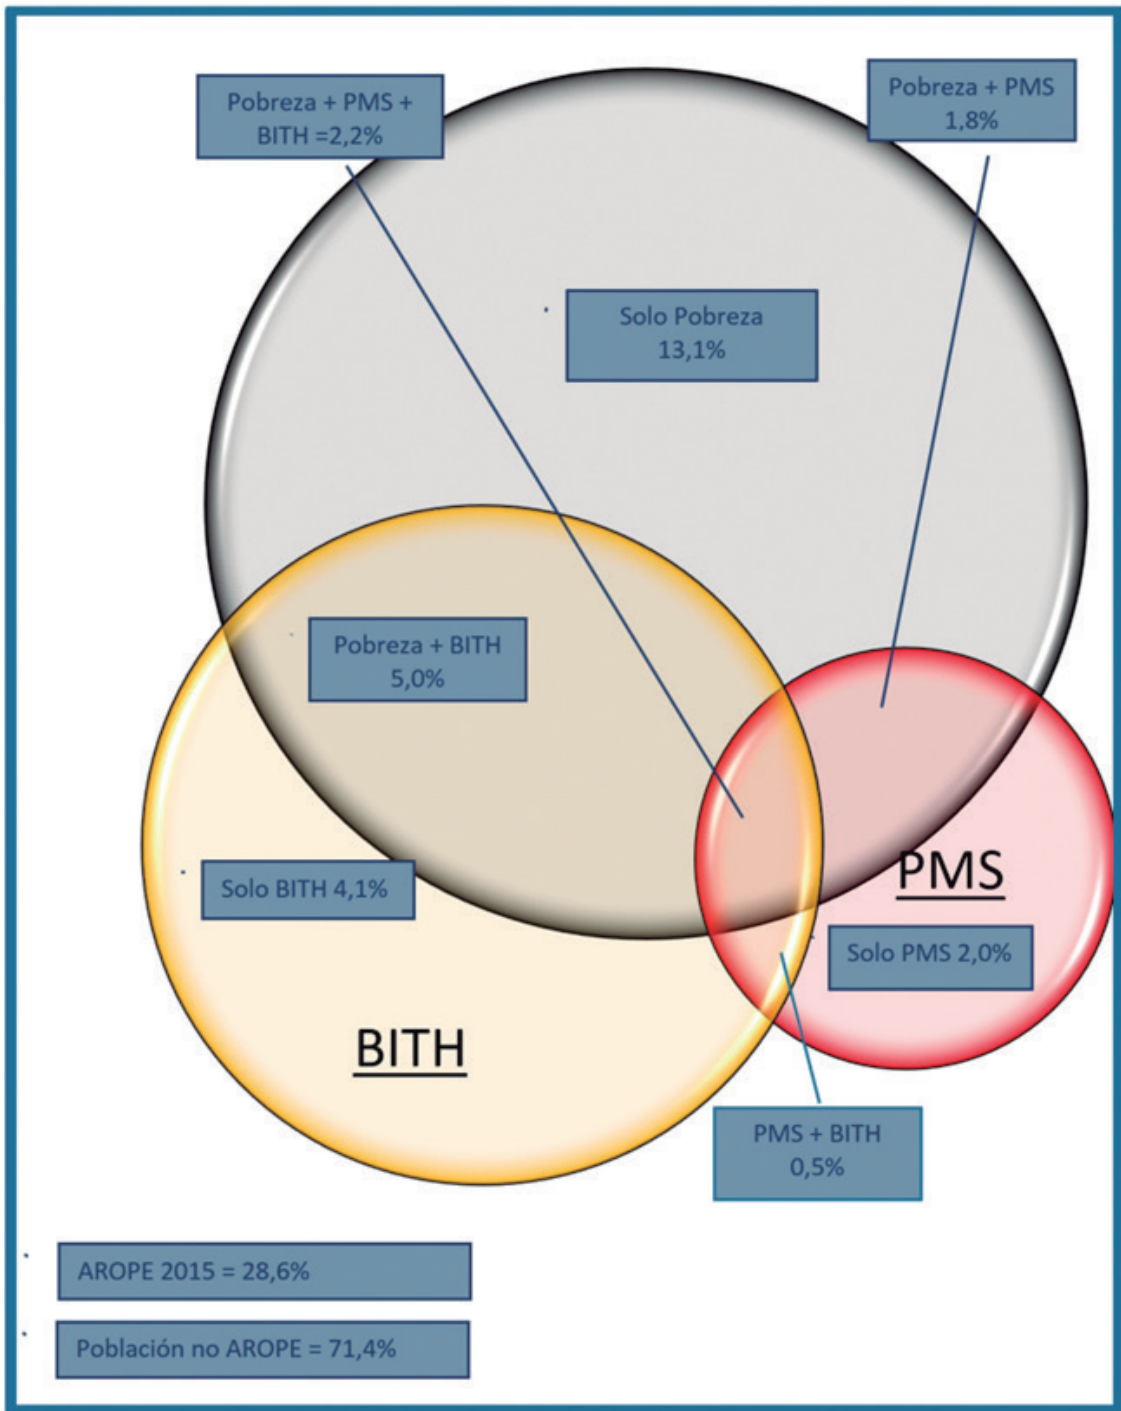 Pobreza + PMS +
BITH =2,2%
Pobreza + PMS
1,8%
Solo Pobreza
13,1%
Pobreza + BITH
5,0%
Solo BITH 4,1%
PMS
Solo PMS 2,0%
BITH
PMS + BITH
0,5%
AROPE 2015 = 28,6%
Población no AROPE = 71,4%